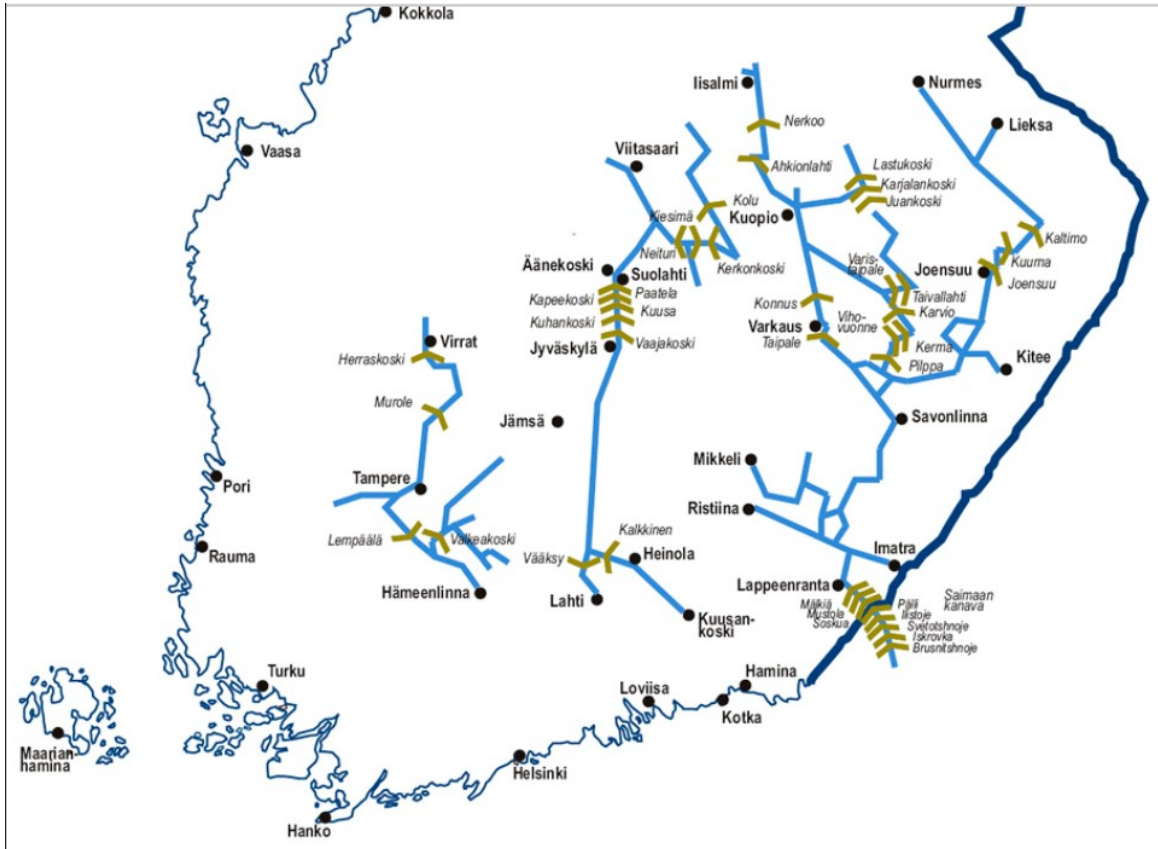 Kokkola
Iisalmi
Nurmes
Nerkoo
Lieksa
Vaasa
Viitasaari
Ahkionlahti
Lastukoski
Karjalankoski
Juankoski
Kolu
Kiesimä
Kuopio
Kaltimo
Neitun
Kerkonkoski
Varis-
taipale
Kuurna
Äänekoski
Suolahti
Joensuu
Joensuu
Paatela
Kapeekoski
Kuusa
Konnus
Taivallahti
Karvio
Viho-
vuonne
Kuhankoski
Varkaus
Taipale
Vaajakoski
Virrat
Jyväskylä
Kerma
Herraskoski
Pilppa
Kitee
Murole
Jämsä
Savonlinna
Mikkeli
Tampere
Pori
Ristiina
Kalkkinen
Lempäälä
Valkeakoski
Rauma
Vääksy
Heinola
Imatra
Hämeenlinna
Lahti
Lappeenranta
Kuusan-
koski
Mälkiä
Mustola
Soskua
Pälli
Ilistoje
Svetotshnoje
Iskrovka
Brusnitshnoje
Saimaan
kanava
Turku
Hamina
Loviisa
Kotka
Maarian-
hamina
Helsinki
Hanko